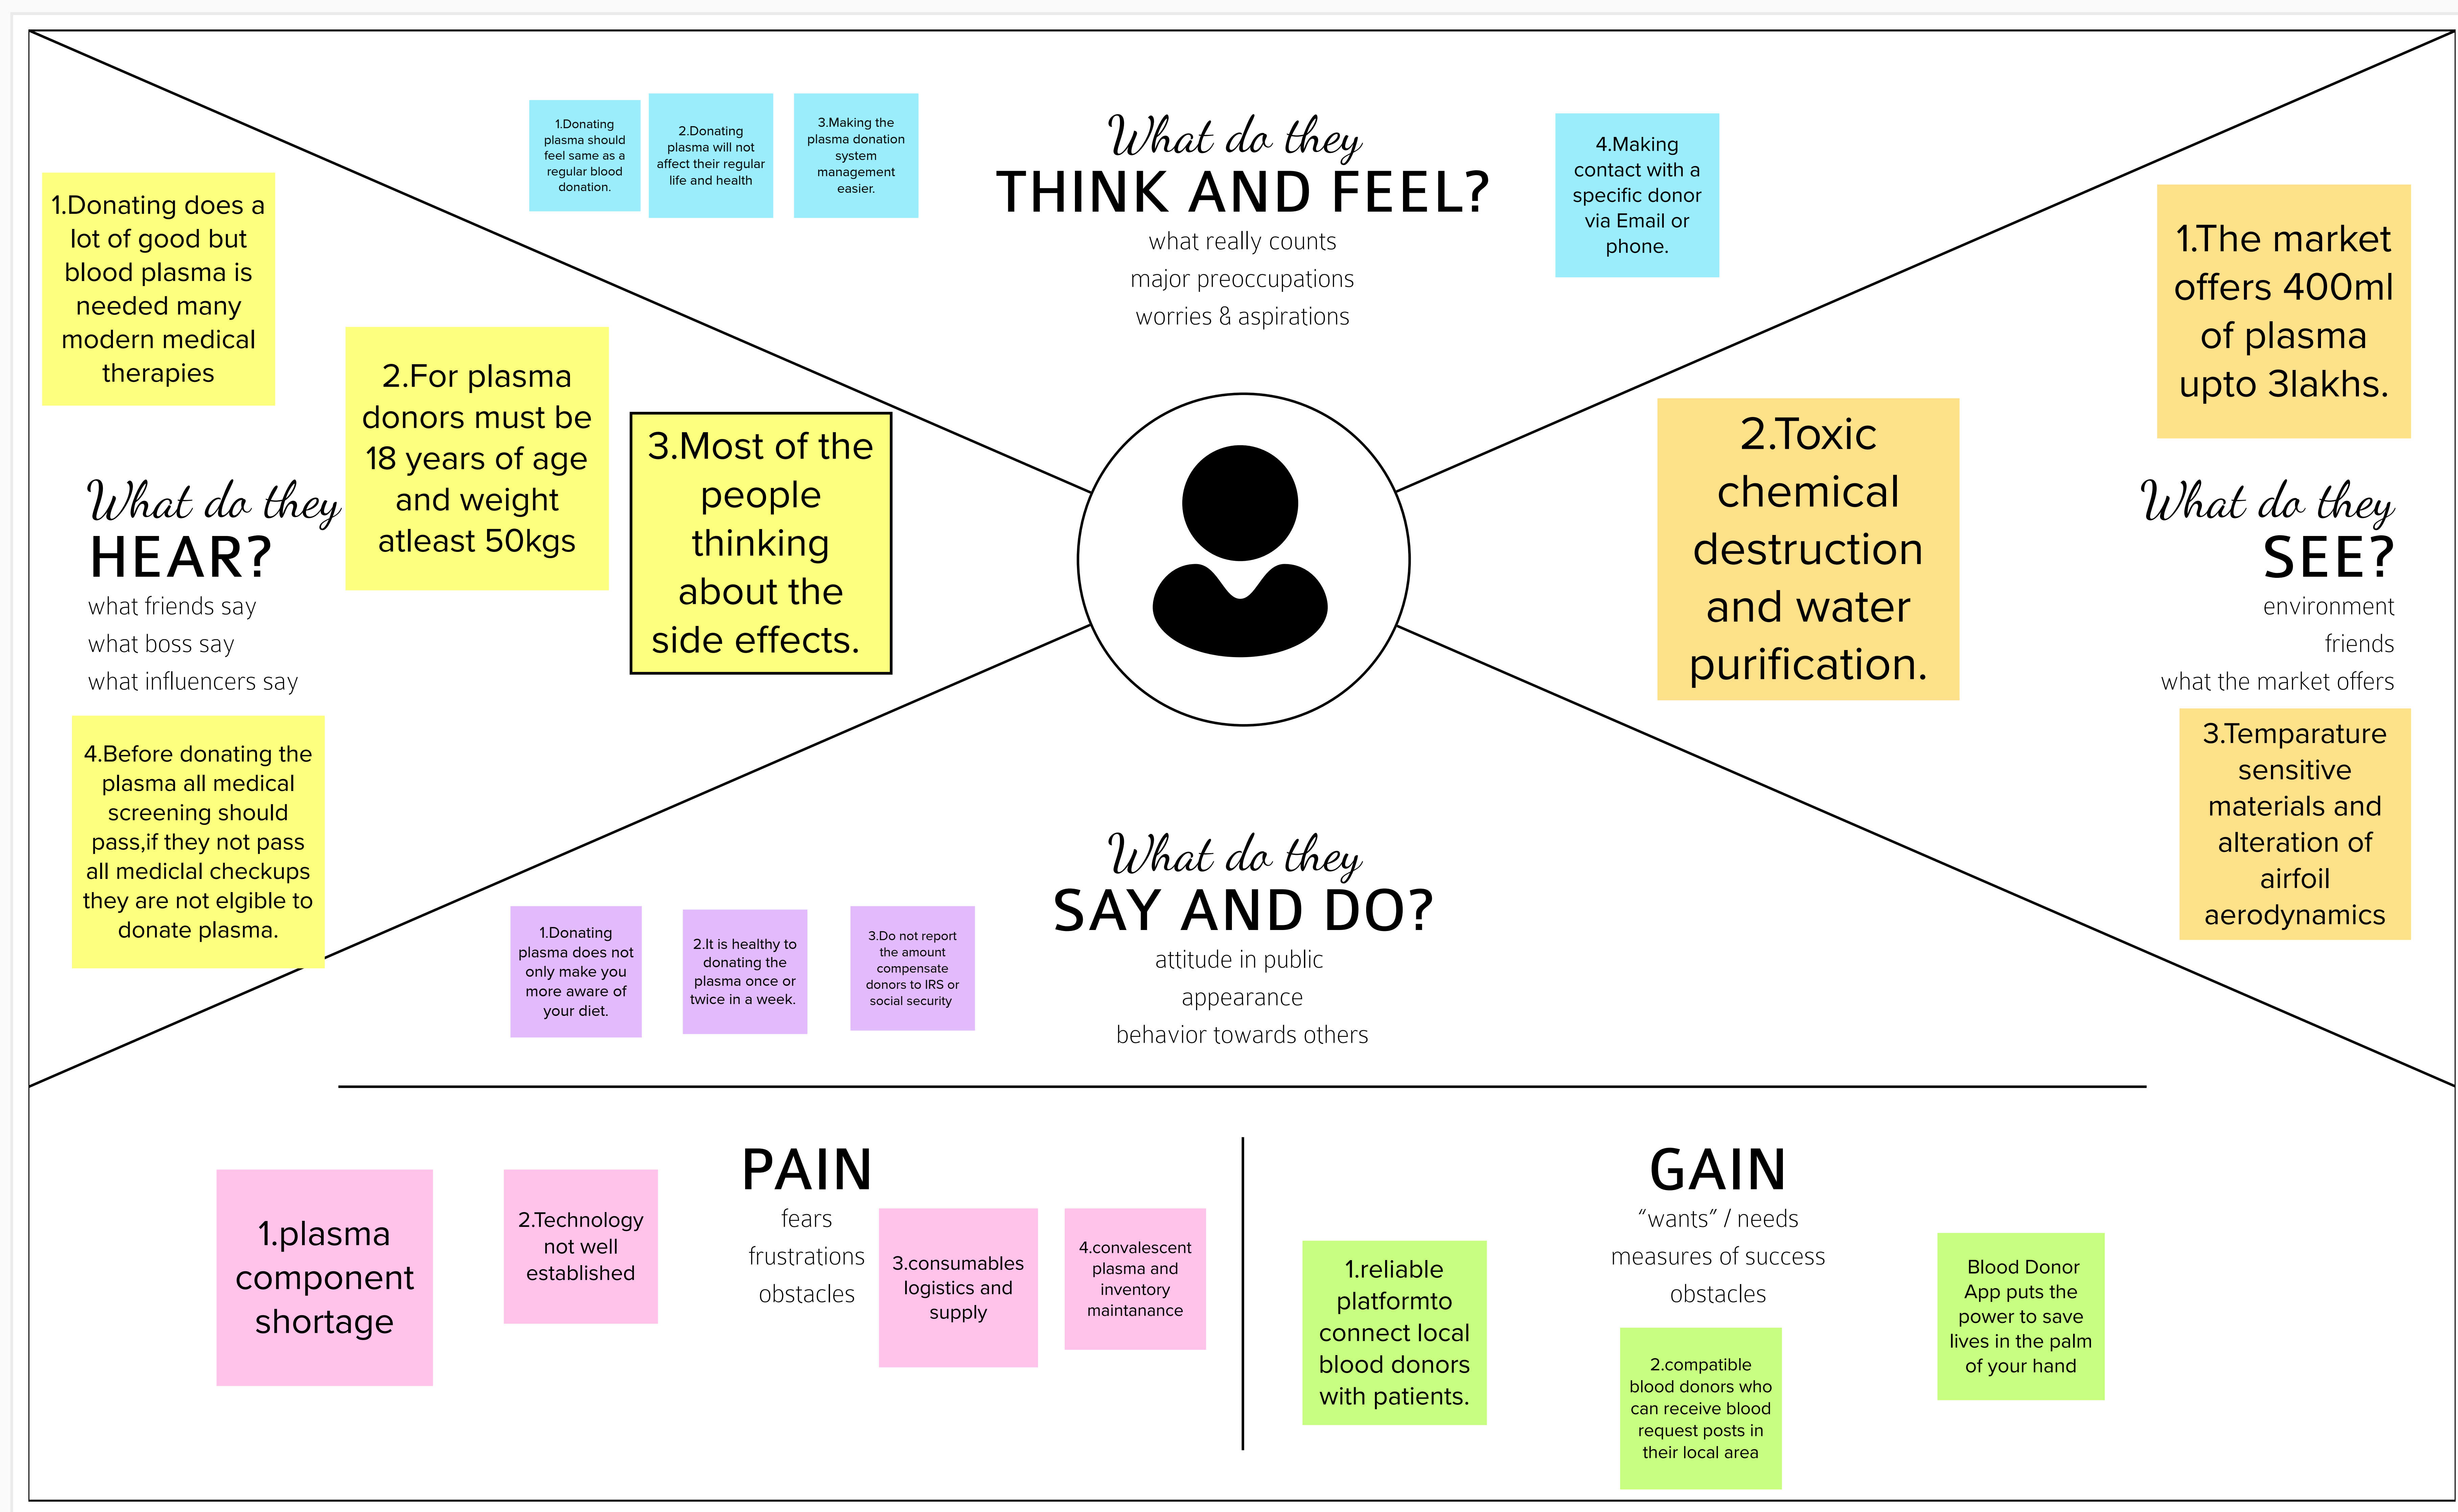 What do they
THINK AND FEEL?
what really counts
major preoccupations
worries & aspirations
1.Donating
plasma should
feel same as a
regular blood
donation.
2.Donating
plasma will not
affect their regular
life and health
3.Making the
plasma donation
system
management
easier.
4.Making
contact with a
specific donor
via Email or
phone.
What do they
HEAR?
what friends say
what boss say
what influencers say
1.Donating does a
lot of good but
blood plasma is
needed many
modern medical
therapies
2.For plasma
donors must be
18 years of age
and weight
atleast 50kgs
3.Most of the
people
thinking
about the
side effects.
4.Before donating the
plasma all medical
screening should
pass,if they not pass
all mediclal checkups
they are not elgible to
donate plasma.
What do they
SEE?
environment
friends
what the market offers
1.The market
offers 400ml
of plasma
upto 3lakhs.
2.Toxic
chemical
destruction
and water
purification.
3.Temparature
sensitive
materials and
alteration of
airfoil
aerodynamics
What do they
SAY AND DO?
attitude in public
appearance
behavior towards others
1.Donating
plasma does not
only make you
more aware of
your diet.
2.It is healthy to
donating the
plasma once or
twice in a week.
3.Do not report
the amount
compensate
donors to IRS or
social security
PAIN
fears
frustrations
obstacles
1.plasma
component
shortage
2.Technology
not well
established
3.consumables
logistics and
supply
4.convalescent
plasma and
inventory
maintanance
GAIN
“wants” / needs
measures of success
obstacles
1.reliable
platformto
connect local
blood donors
with patients.
2.compatible
blood donors who
can receive blood
request posts in
their local area
Blood Donor
App puts the
power to save
lives in the palm
of your hand